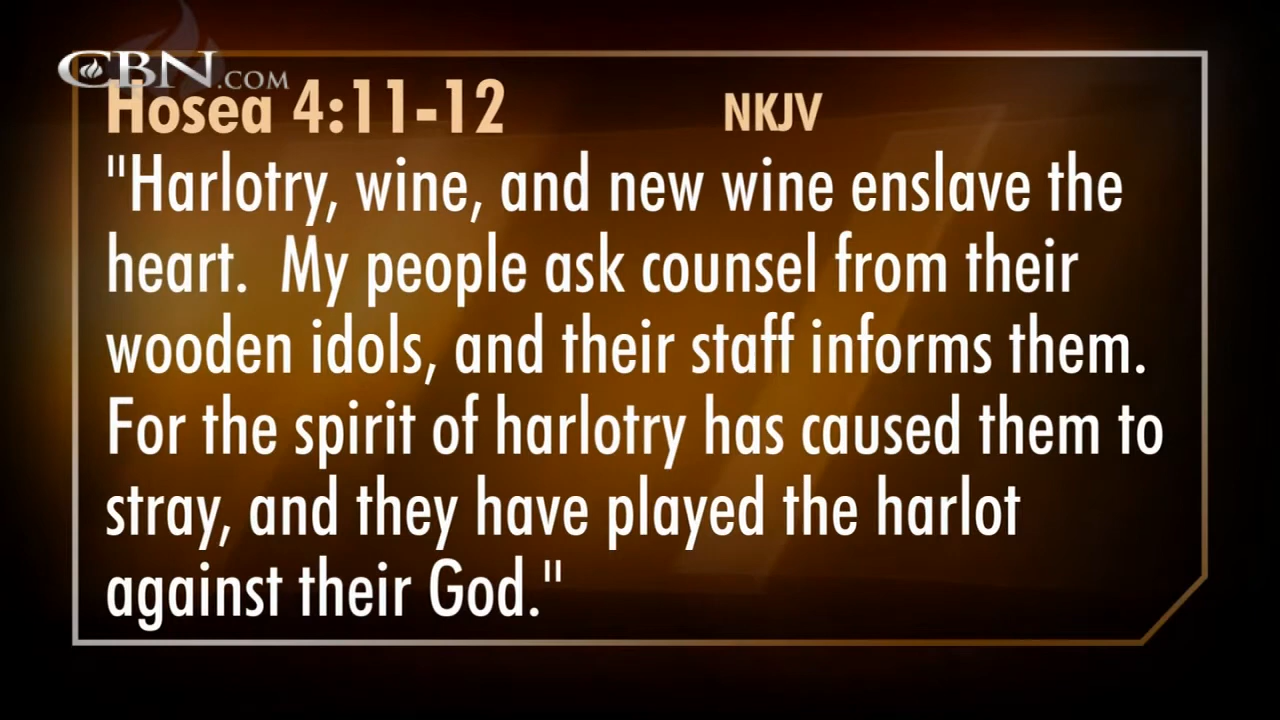 CBN.COM
Hosea 4:11-12 NKJV
"Harlotry, wine, and new wine enslave the
heart.  My people ask counsel from their
wooden idols, and their staff informs them.
For the spirit of harlotry has caused them to
stray, and they have played the harlot
against their God."